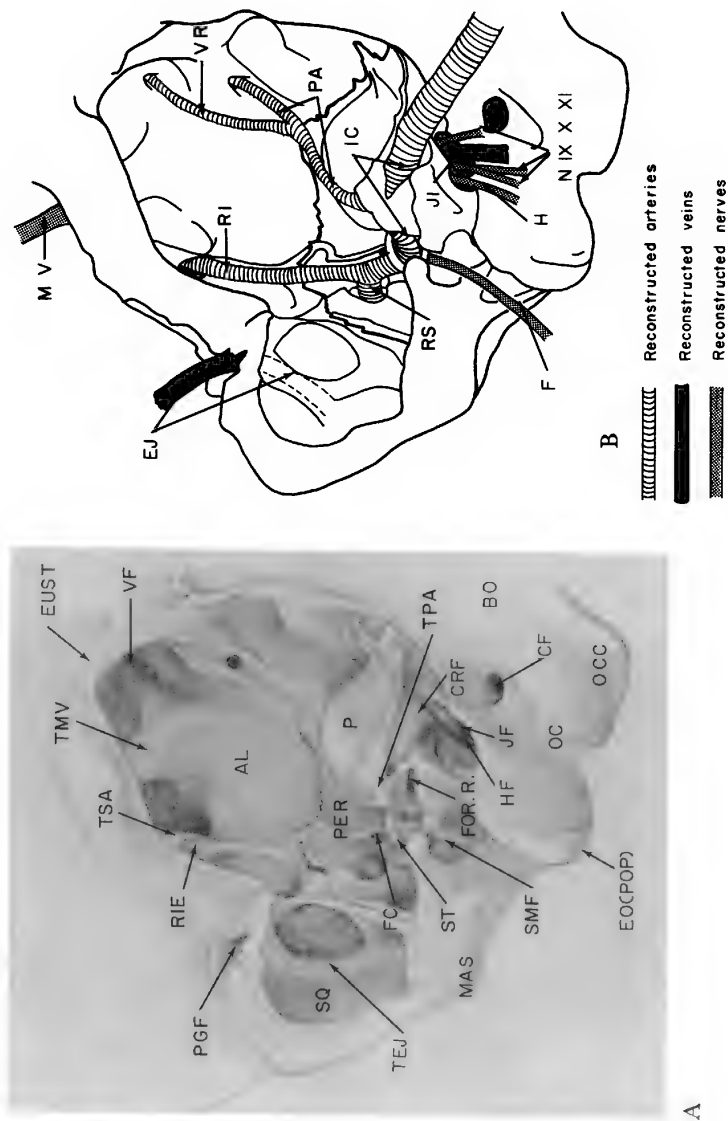 A
EUST
VF
TMV
TSA
RIE
AL
PGF
P
BO
TPA
CRF
CF
PER
SQ
FC
ST
FOR. R.
JF
HF
OC
OCC
TEJ
MAS
SMF
EO(POP)
B
M V
VR
RI
PA
EJ
IC
RS
JI
N IX X XI
H
F
Reconstructed arteries
Reconstructed veins
Reconstructed nerves